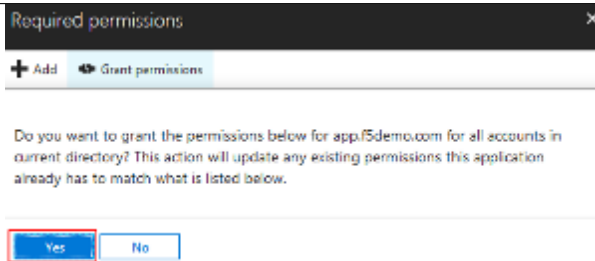 Required permissions
Add Grant permissions
Do you want to grant the permissions below for app.f5demo.com for all accounts in
current directory? This action will update any existing permissions this application
already has to match what is listed below.
Yes No